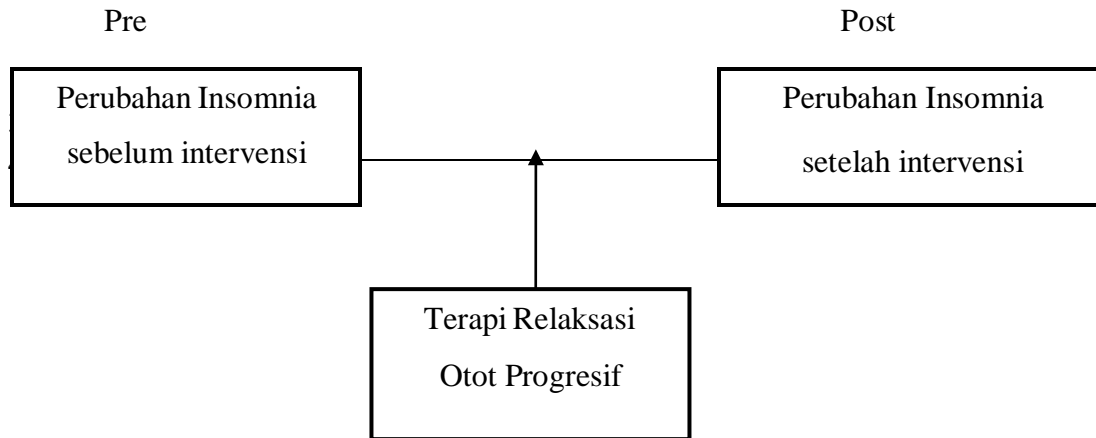 Pre
Post
Perubahan Insomnia
sebelum intervensi
Perubahan Insomnia
setelah intervensi
Terapi Relaksasi
Otot Progresif